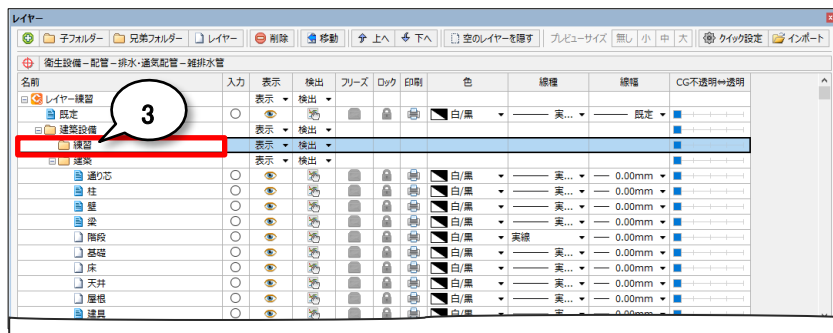 レイヤー
子フォルダー 兄弟フォルダー レイヤー 削除 移動 上へ 下へ 空のレイヤーを隠す プレビューサイズ 無し 小 中 大 クイック設定 インポート
衛生設備-配管-排水・通気配管-雑排水管
名前 入力 表示 検出 フリーズ ロック 印刷 色 線種 線幅 CG不透明⇔透明
レイヤー練習 表示 検出
3
既定 白/黒 実... 既定
建築設備 表示 検出
練習 表示 検出
建築 表示 検出
通り芯 白/黒 実... 0.00mm
柱 白/黒 実... 0.00mm
壁 白/黒 実... 0.00mm
梁 白/黒 実... 0.00mm
階段 白/黒 実線 0.00mm
基礎 白/黒 実... 0.00mm
床 白/黒 実... 0.00mm
天井 白/黒 実... 0.00mm
屋根 白/黒 実... 0.00mm
建具 白/黒 実... 0.00mm